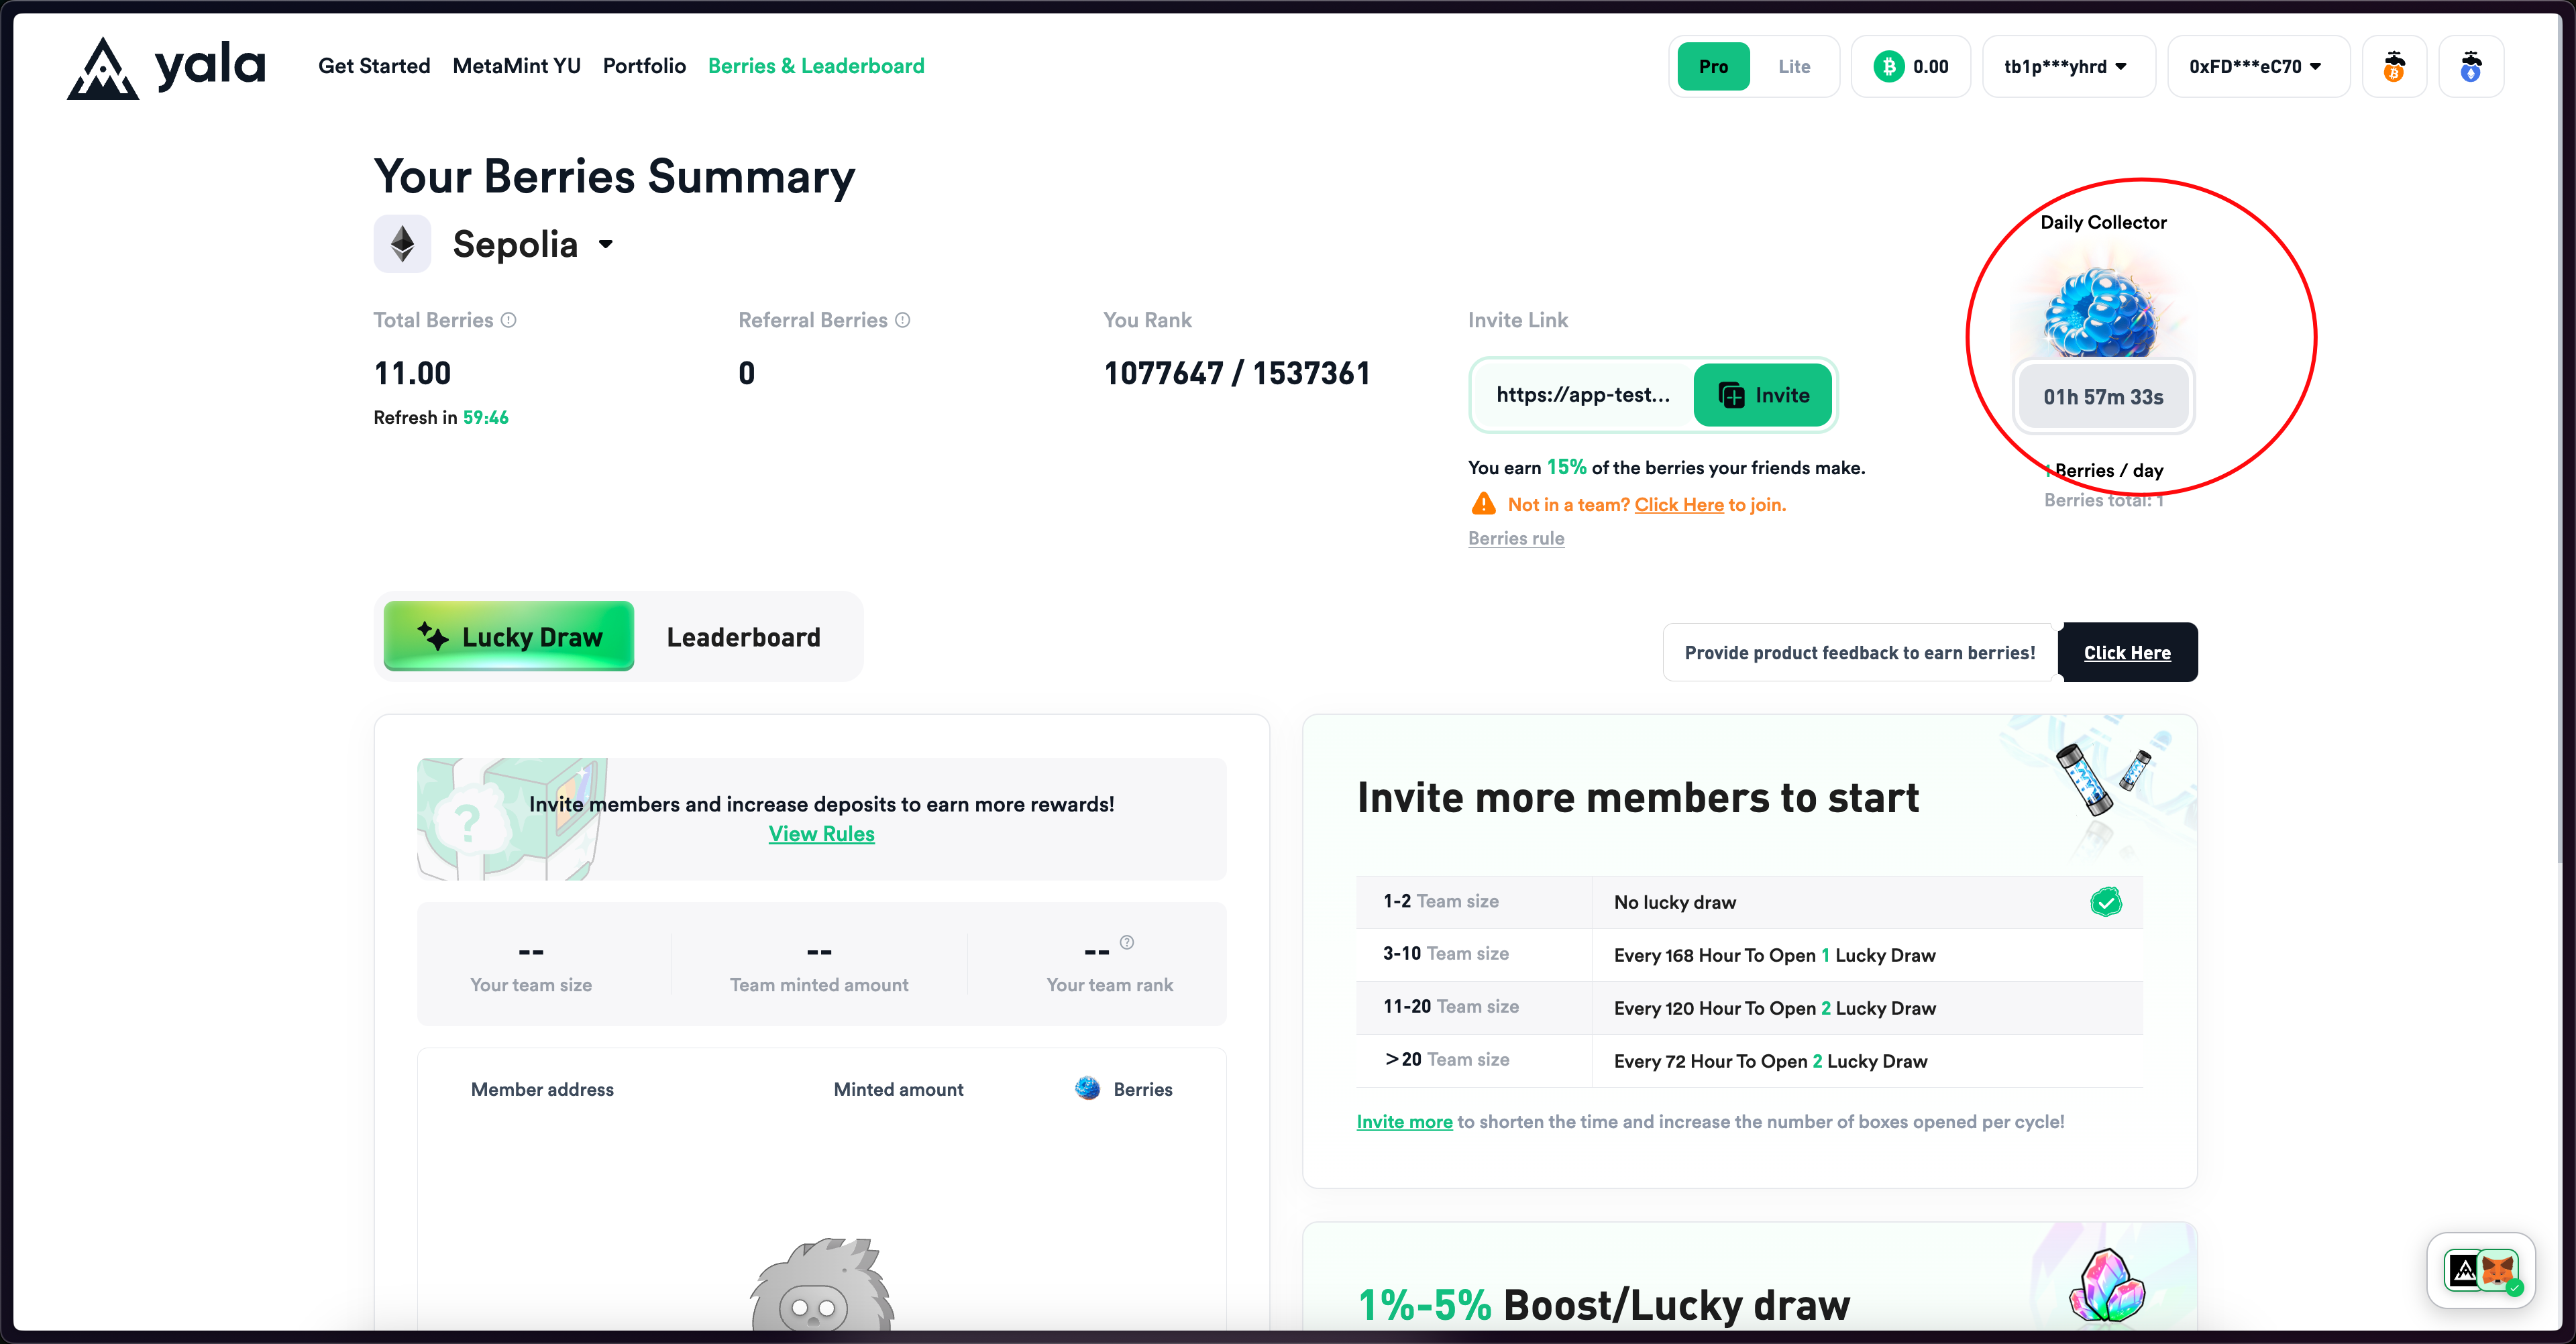 yala
Get Started MetaMint YU Portfolio Berries & Leaderboard
Pro Lite
0.00
tb1p***yhrd
0xFD***eC70
Your Berries Summary
Sepolia
Total Berries
11.00
Refresh in 59:46
Referral Berries
0
You Rank
1077647 / 1537361
Invite Link
https://app-test...
Invite
You earn 15% of the berries your friends make.
Not in a team? Click Here to join.
Berries rule
Daily Collector
01h 57m 33s
1 Berries / day
Berries total: 1
Lucky Draw
Leaderboard
Provide product feedback to earn berries!
Click Here
Invite members and increase deposits to earn more rewards!
View Rules
-- -- --
Your team size Team minted amount Your team rank
Member address Minted amount Berries
Invite more members to start
1-2 Team size No lucky draw
3-10 Team size Every 168 Hour To Open 1 Lucky Draw
11-20 Team size Every 120 Hour To Open 2 Lucky Draw
>20 Team size Every 72 Hour To Open 2 Lucky Draw
Invite more to shorten the time and increase the number of boxes opened per cycle!
1%-5% Boost/Lucky draw